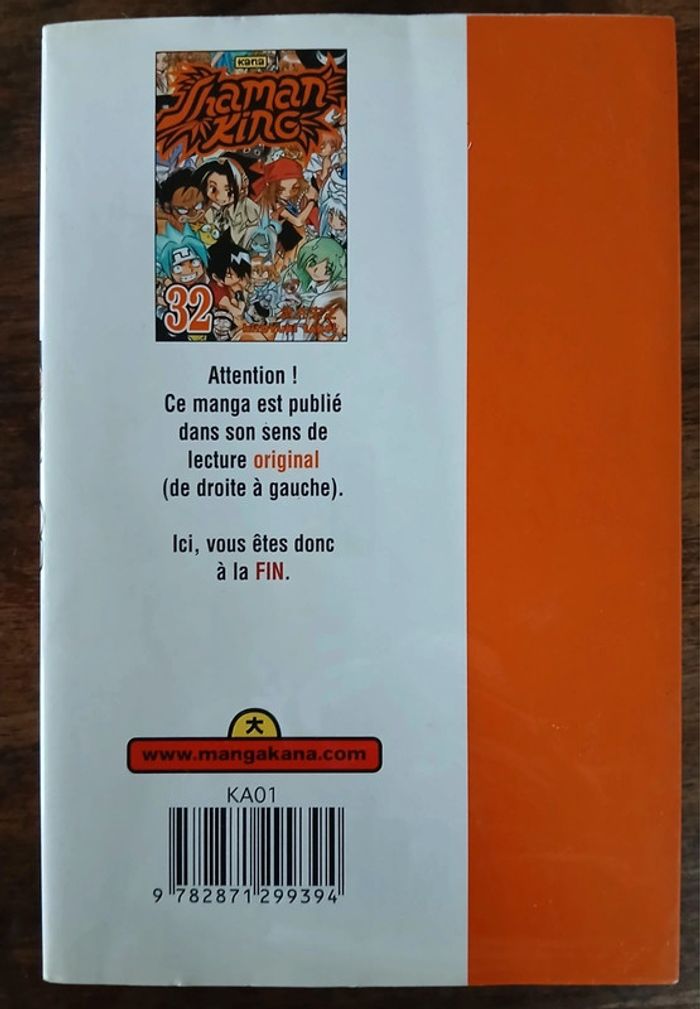 KANA
Shaman
King
32
Attention !
Ce manga est publié
dans son sens de
lecture original
(de droite à gauche).
Ici, vous êtes donc
à la FIN.
大
www.mangakana.com
KA01
9 782871 299394